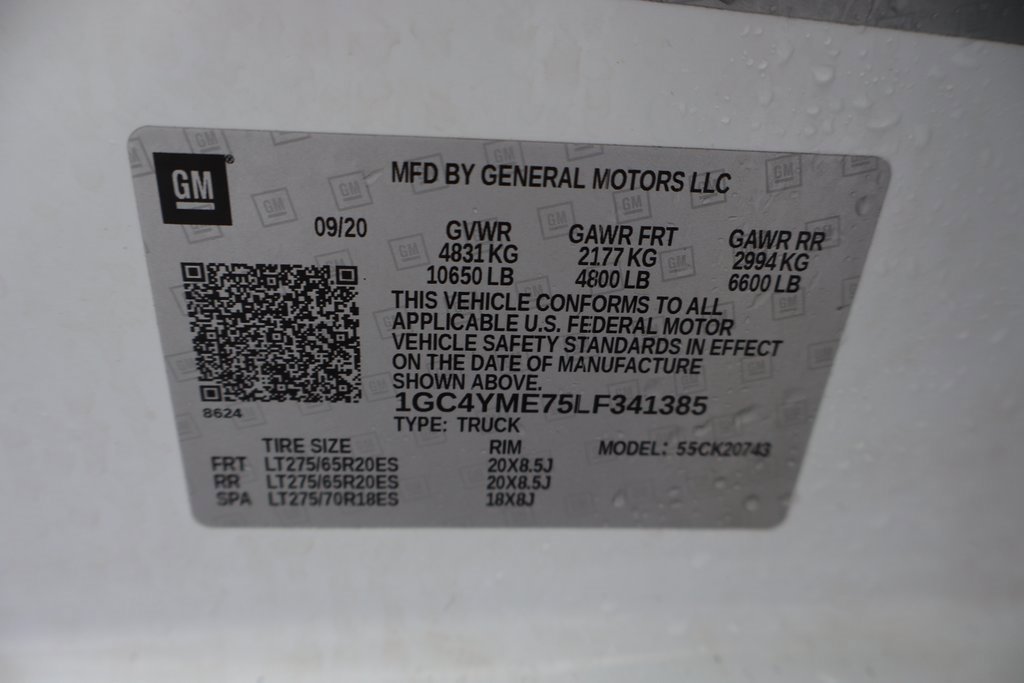 GM
MFD BY GENERAL MOTORS LLC
09/20
GVWR GAWR FRT GAWR RR
4831 KG 2177 KG 2994 KG
10650 LB 4800 LB 6600 LB
THIS VEHICLE CONFORMS TO ALL
APPLICABLE U.S. FEDERAL MOTOR
VEHICLE SAFETY STANDARDS IN EFFECT
ON THE DATE OF MANUFACTURE
SHOWN ABOVE.
8624
1GC4YME75LF341385
TYPE: TRUCK
TIRE SIZE RIM MODEL: 55CK20743
FRT LT275/65R20ES 20X8.5J
RR LT275/65R20ES 20X8.5J
SPA LT275/70R18ES 18X8J